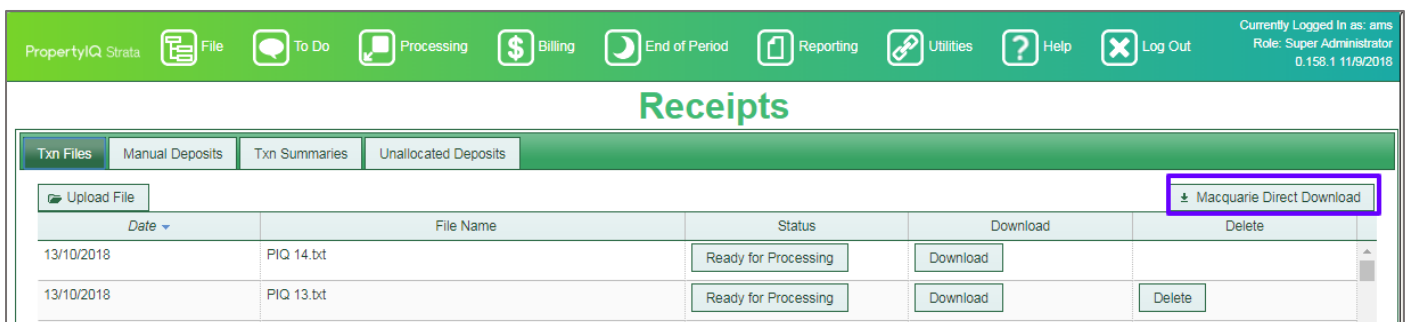 PropertyIQ Strata
File
To Do
Processing
$
Billing
End of Period
Reporting
Utilities
?
Help
Log Out
Currently Logged In as: ams
Role: Super Administrator
0.158.1 11/9/2018
Receipts
Txn Files
Manual Deposits
Txn Summaries
Unallocated Deposits
Upload File
Macquarie Direct Download
Date
File Name
Status
Download
Delete
13/10/2018
PIQ 14.txt
Ready for Processing
Download
13/10/2018
PIQ 13.txt
Ready for Processing
Download
Delete